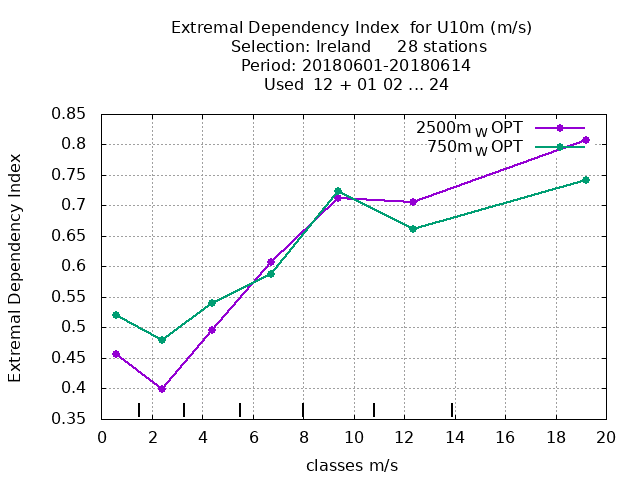 Extremal Dependency Index  for U10m (m/s)
Selection: Ireland     28 stations
Period: 20180601-20180614
Used  12 + 01 02 ... 24
2500m W OPT
750m W OPT
Extremal Dependency Index
0.85
0.8
0.75
0.7
0.65
0.6
0.55
0.5
0.45
0.4
0.35
0 2 4 6 8 10 12 14 16 18 20
classes m/s